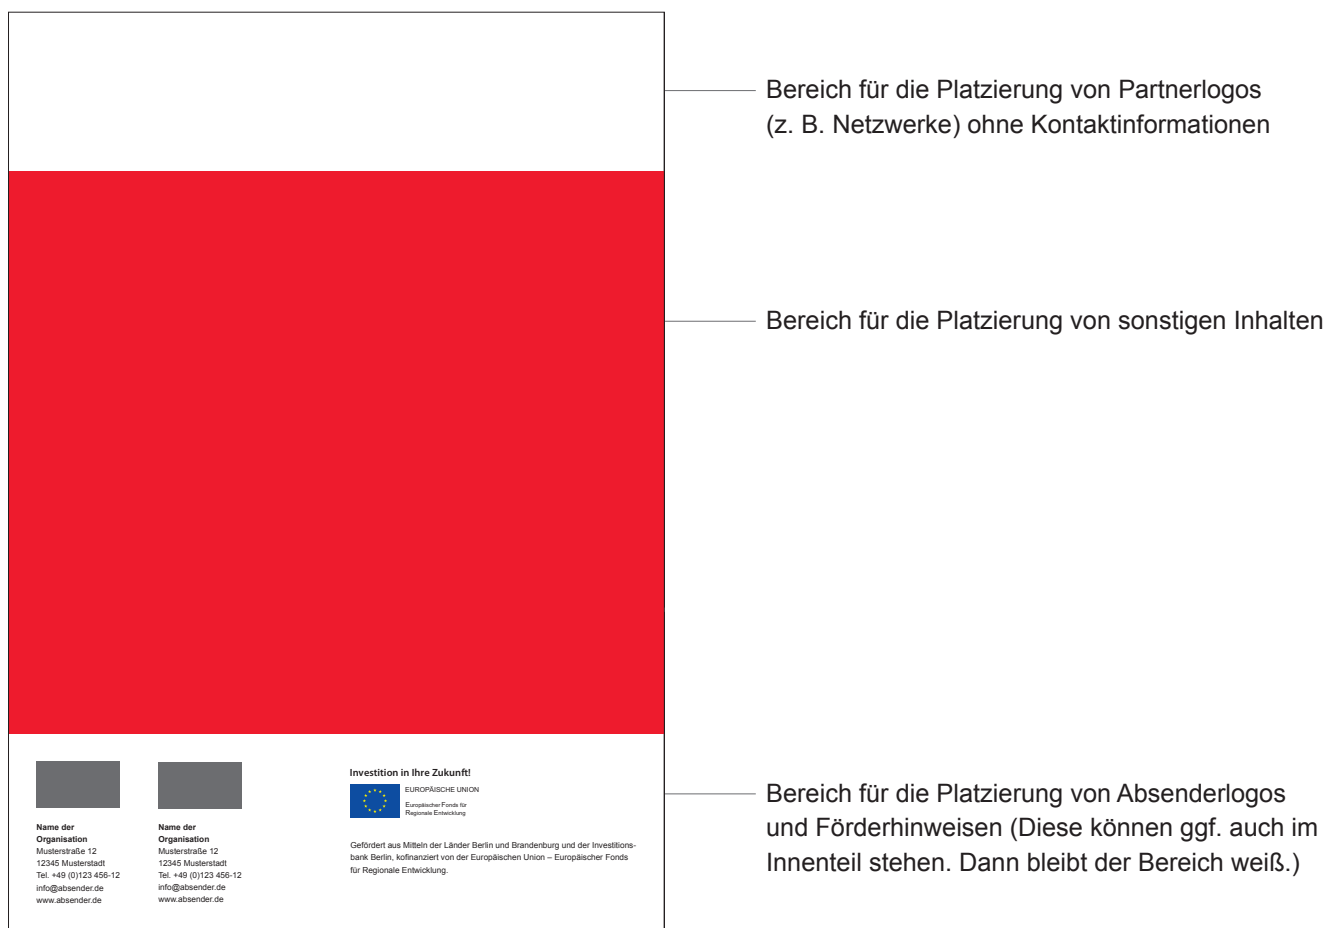 Bereich für die Platzierung von Partnerlogos
(z. B. Netzwerke) ohne Kontaktinformationen
Bereich für die Platzierung von sonstigen Inhalten
Bereich für die Platzierung von Absenderlogos
und Förderhinweisen (Diese können ggf. auch im
Innenteil stehen. Dann bleibt der Bereich weiß.)
Name der
Organisation
Musterstraße 12
12345 Musterstadt
Tel. +49 (0)123 456-12
info@absender.de
www.absender.de
Name der
Organisation
Musterstraße 12
12345 Musterstadt
Tel. +49 (0)123 456-12
info@absender.de
www.absender.de
Investition in Ihre Zukunft!
EUROPÄISCHE UNION
Europäischer Fonds für
Regionale Entwicklung
Gefördert aus Mitteln der Länder Berlin und Brandenburg und der Investitions-
bank Berlin, kofinanziert von der Europäischen Union – Europäischer Fonds
für Regionale Entwicklung.